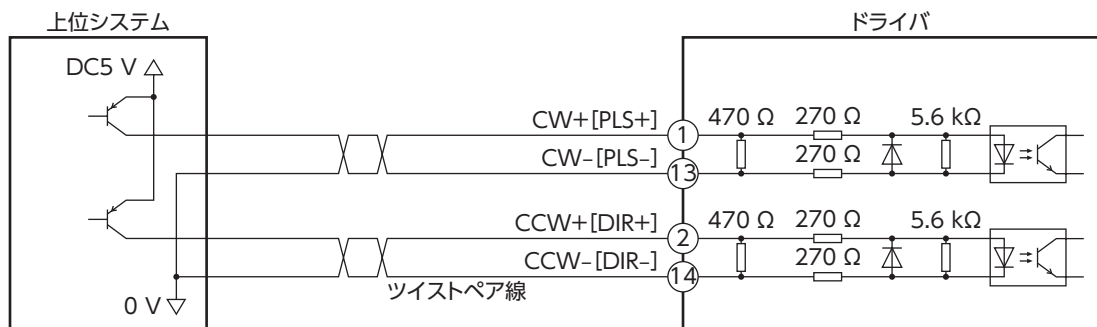 上位システム
ドライバ
DC5 V
CW+[PLS+]
1
470 Ω
270 Ω
5.6 kΩ
CW–[PLS–]
13
270 Ω
CCW+[DIR+]
2
470 Ω
270 Ω
5.6 kΩ
CCW–[DIR–]
14
270 Ω
ツイストペア線
0 V